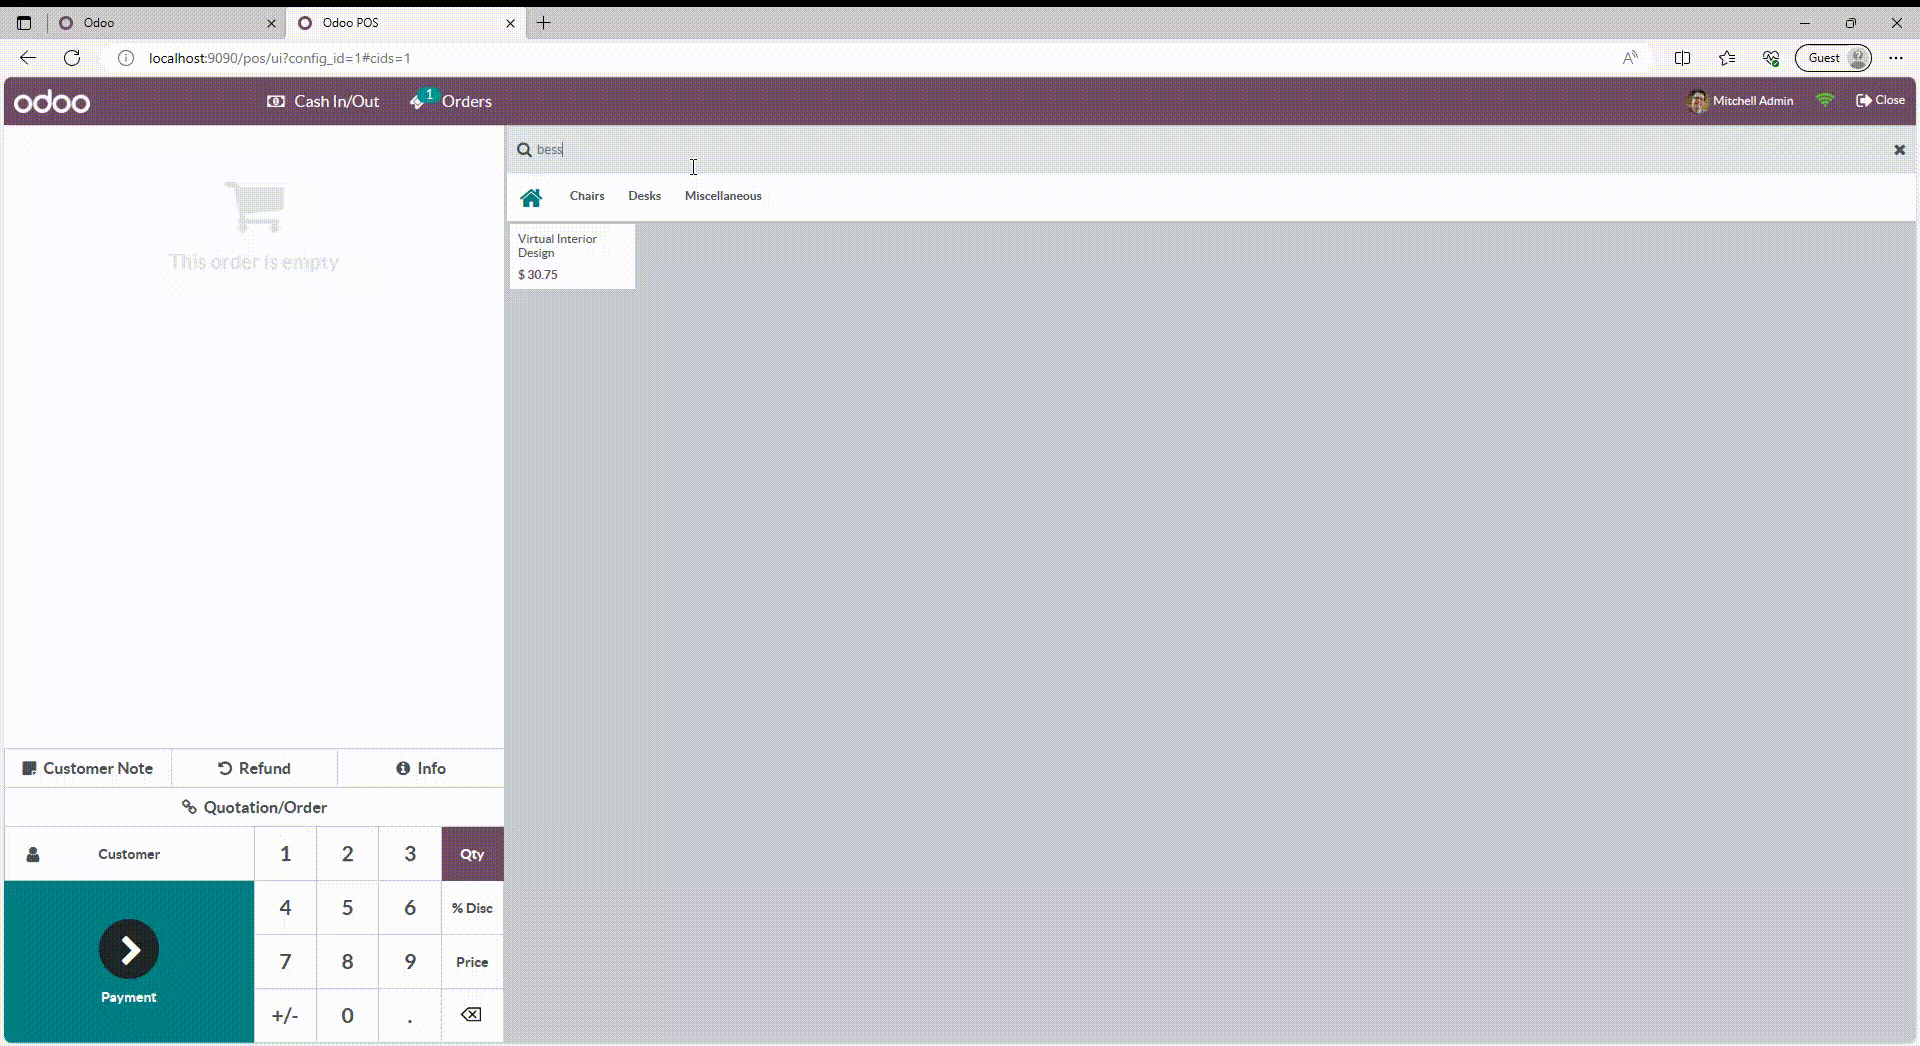 Odoo
Odoo POS
localhost:9090/pos/ui?config_id=1#cids=1
Guest
odoo
Cash In/Out
1
Orders
Mitchell Admin
Close
bess
Chairs
Desks
Miscellaneous
Virtual Interior
Design
$ 30.75
This order is empty
Customer Note
Refund
Info
Quotation/Order
Customer
1 2 3 Qty
4 5 6 % Disc
7 8 9 Price
+/- 0 .
Payment